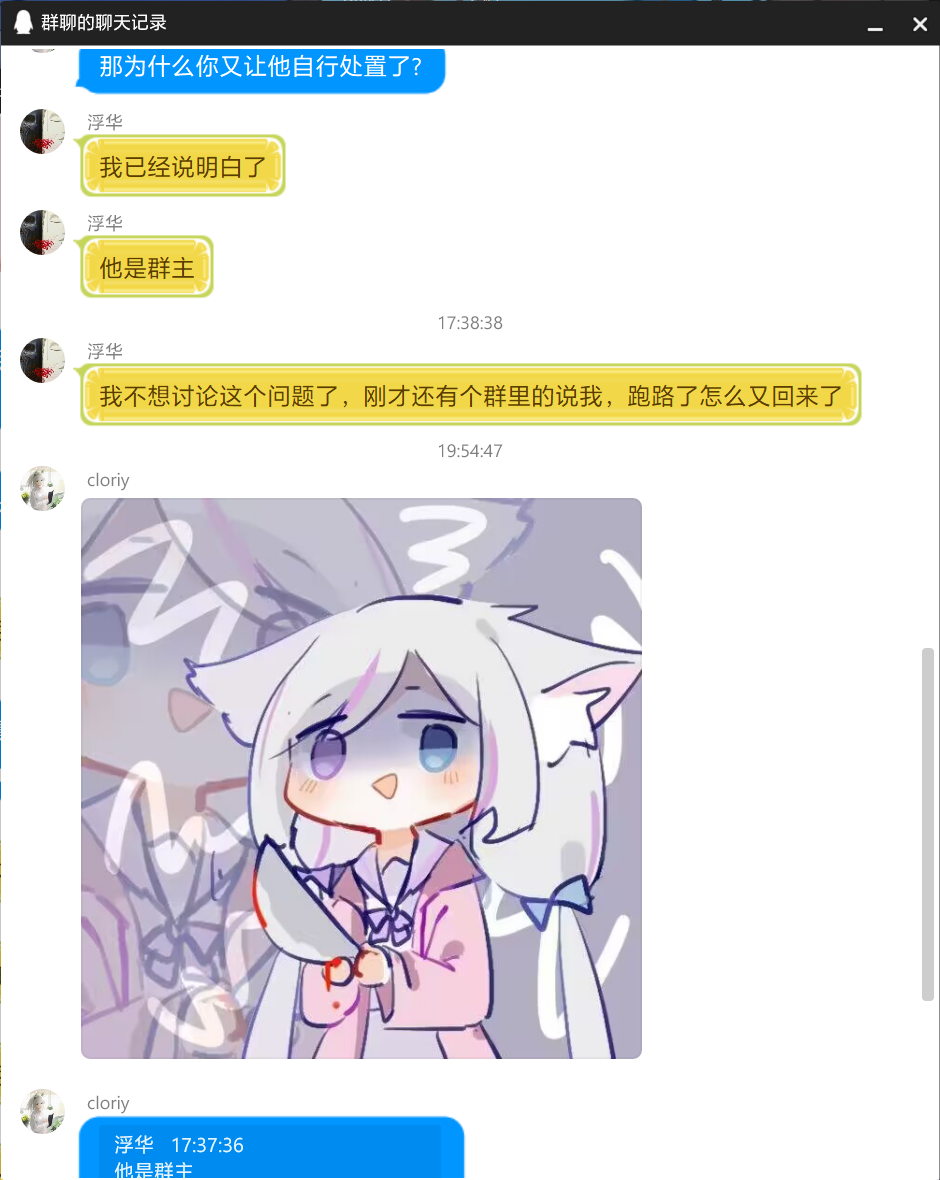 群聊的聊天记录
那为什么你又让他自行处置了?
浮华
我已经说明白了
浮华
他是群主
17:38:38
浮华
我不想讨论这个问题了，刚才还有个群里的说我，跑路了怎么又回来了
19:54:47
cloriy
cloriy
浮华 17:37:36
他是群主